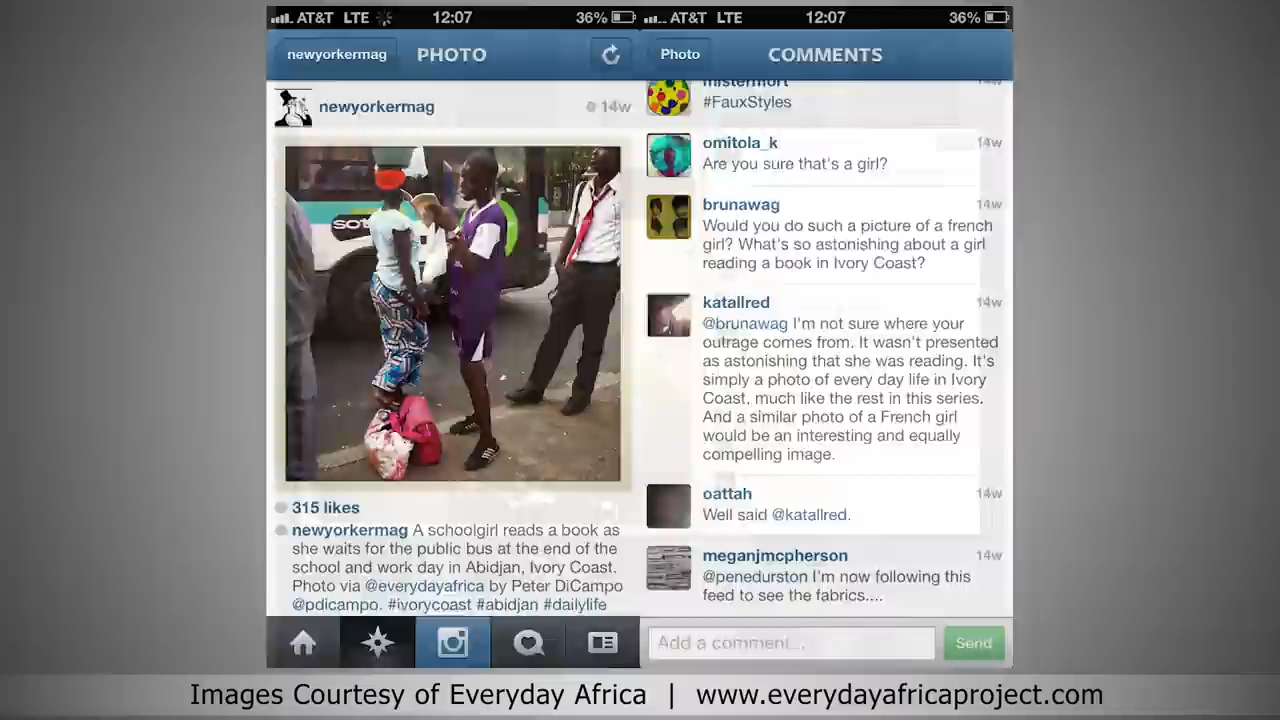 AT&T LTE 12:07 36%
AT&T LTE 12:07 36%
newyorkermag PHOTO
Photo COMMENTS
newyorkermag 14w
315 likes
newyorkermag A schoolgirl reads a book as
she waits for the public bus at the end of the
school and work day in Abidjan, Ivory Coast.
Photo via @everydayafrica by Peter DiCampo
@pdicampo. #ivorycoast #abidjan #dailylife
mistermort 14w
#FauxStyles
omitola_k 14w
Are you sure that's a girl?
brunawag 14w
Would you do such a picture of a french
girl? What's so astonishing about a girl
reading a book in Ivory Coast?
katallred 14w
@brunawag I'm not sure where your
outrage comes from. It wasn't presented
as astonishing that she was reading. It's
simply a photo of every day life in Ivory
Coast, much like the rest in this series.
And a similar photo of a French girl
would be an interesting and equally
compelling image.
oattah 14w
Well said @katallred.
meganjmcpherson 14w
@penedurston I'm now following this
feed to see the fabrics....
Add a comment... Send
Images Courtesy of Everyday Africa | www.everydayafricaproject.com